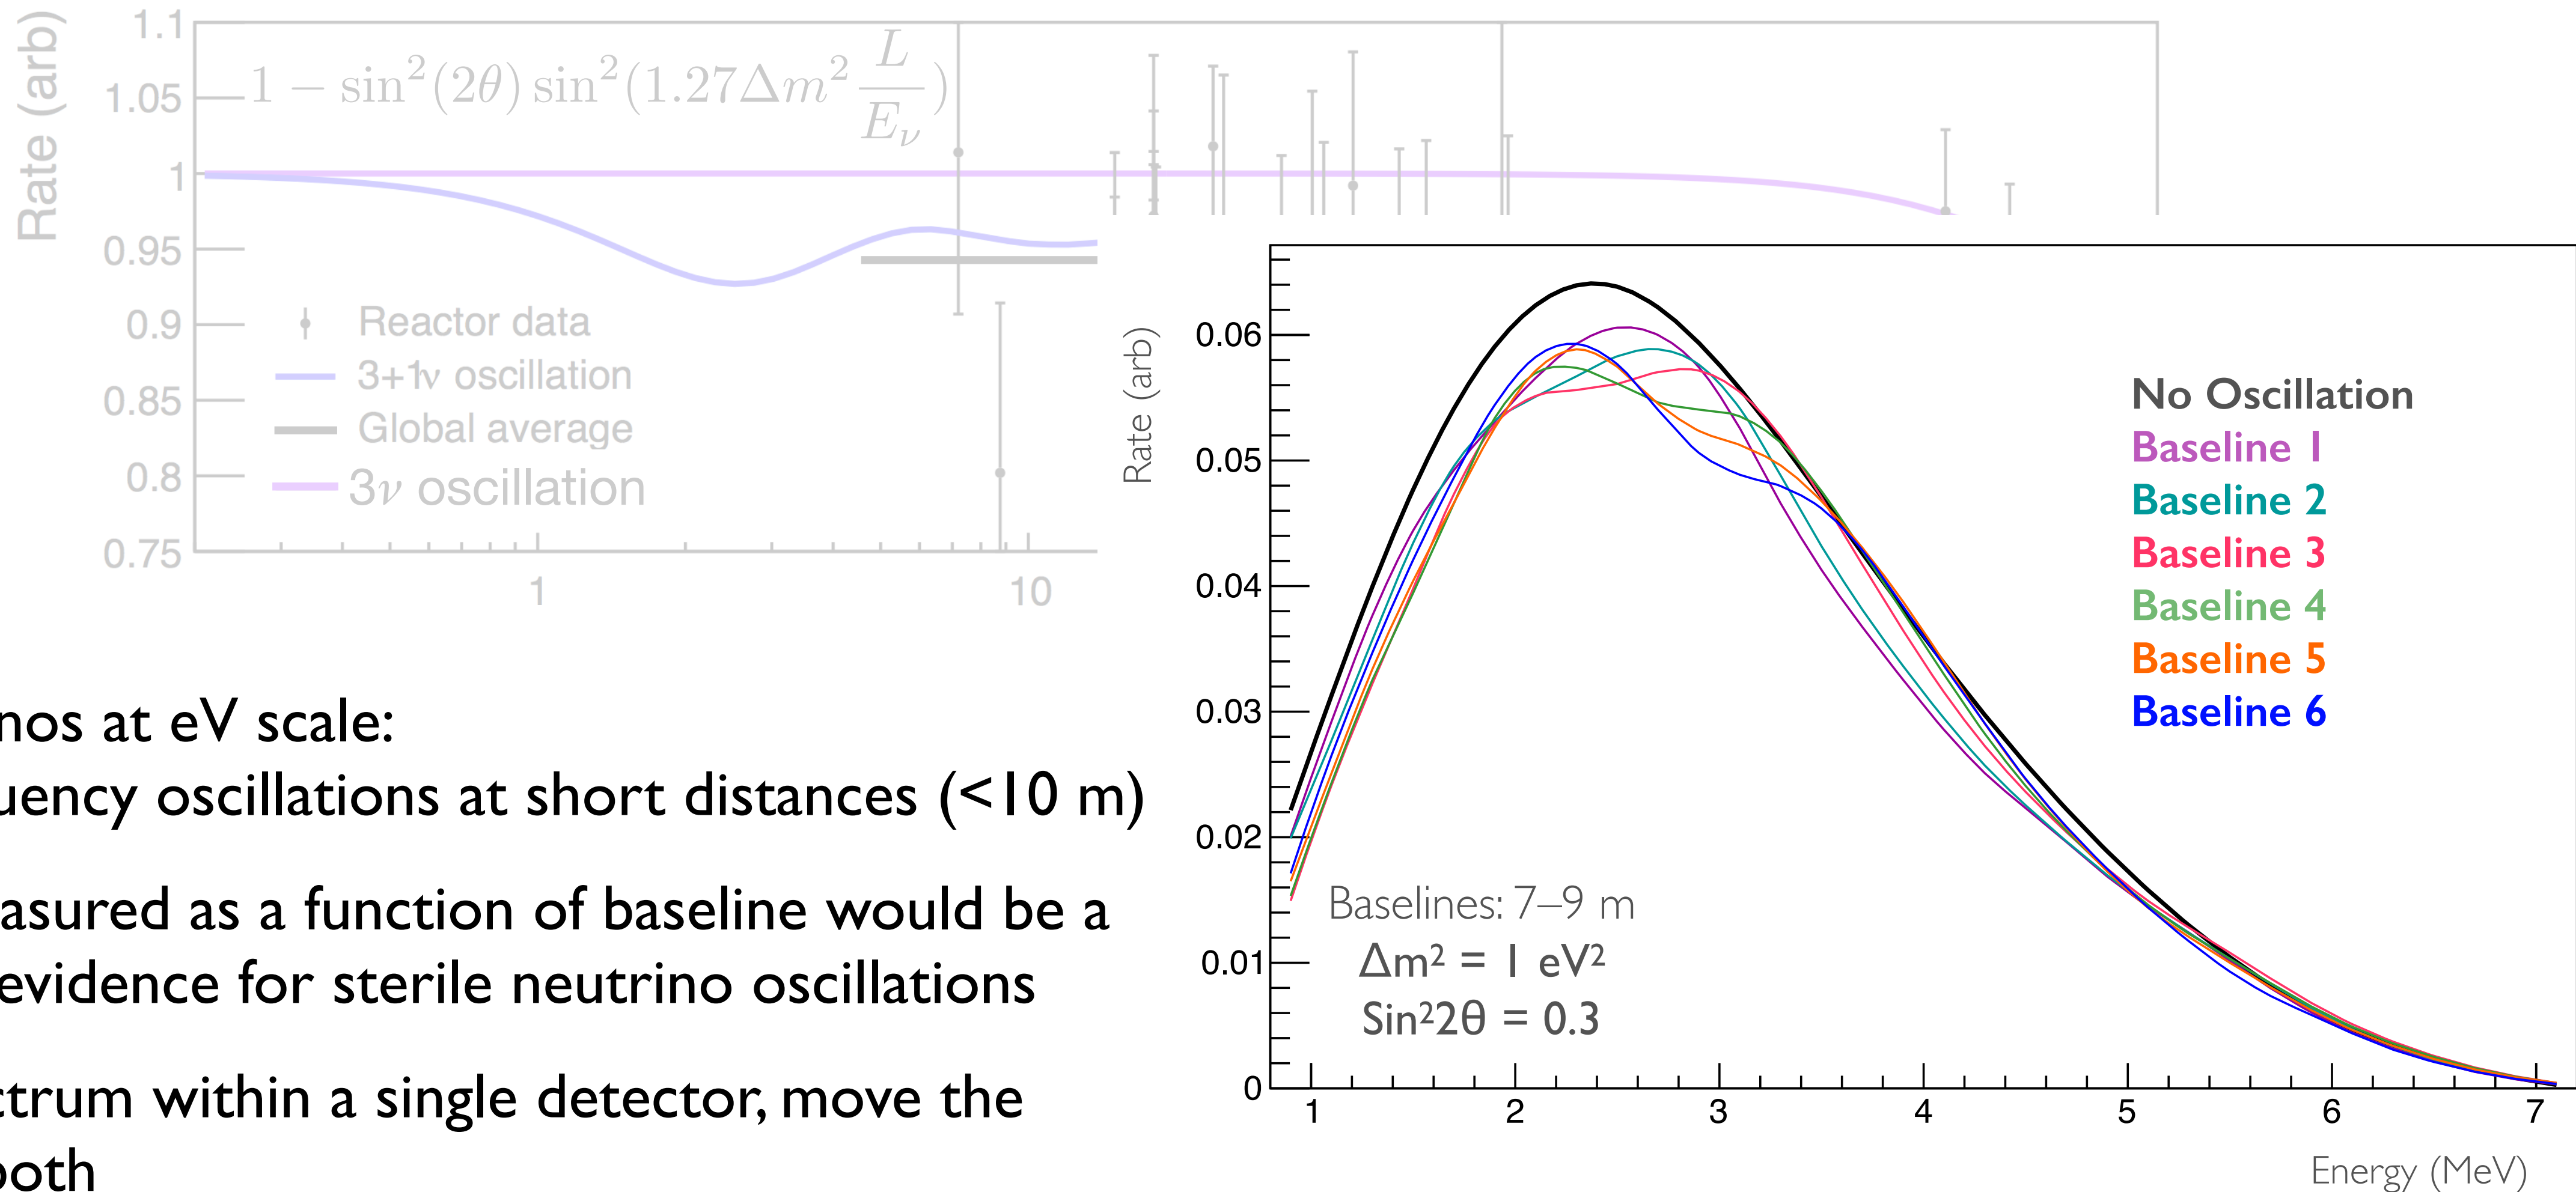 Rate (arb)
1.1
1.05
1
0.95
0.9
0.85
0.8
0.75
1 − sin²(2θ) sin²(1.27Δm² L/Eν)
Reactor data
3+1ν oscillation
Global average
3ν oscillation
1
10
nos at eV scale:
uency oscillations at short distances (<10 m)
asured as a function of baseline would be a
evidence for sterile neutrino oscillations
ctrum within a single detector, move the
ooth
Rate (arb)
0.06
0.05
0.04
0.03
0.02
0.01
0
No Oscillation
Baseline 1
Baseline 2
Baseline 3
Baseline 4
Baseline 5
Baseline 6
Baselines: 7–9 m
Δm² = 1 eV²
Sin²2θ = 0.3
1 2 3 4 5 6 7
Energy (MeV)